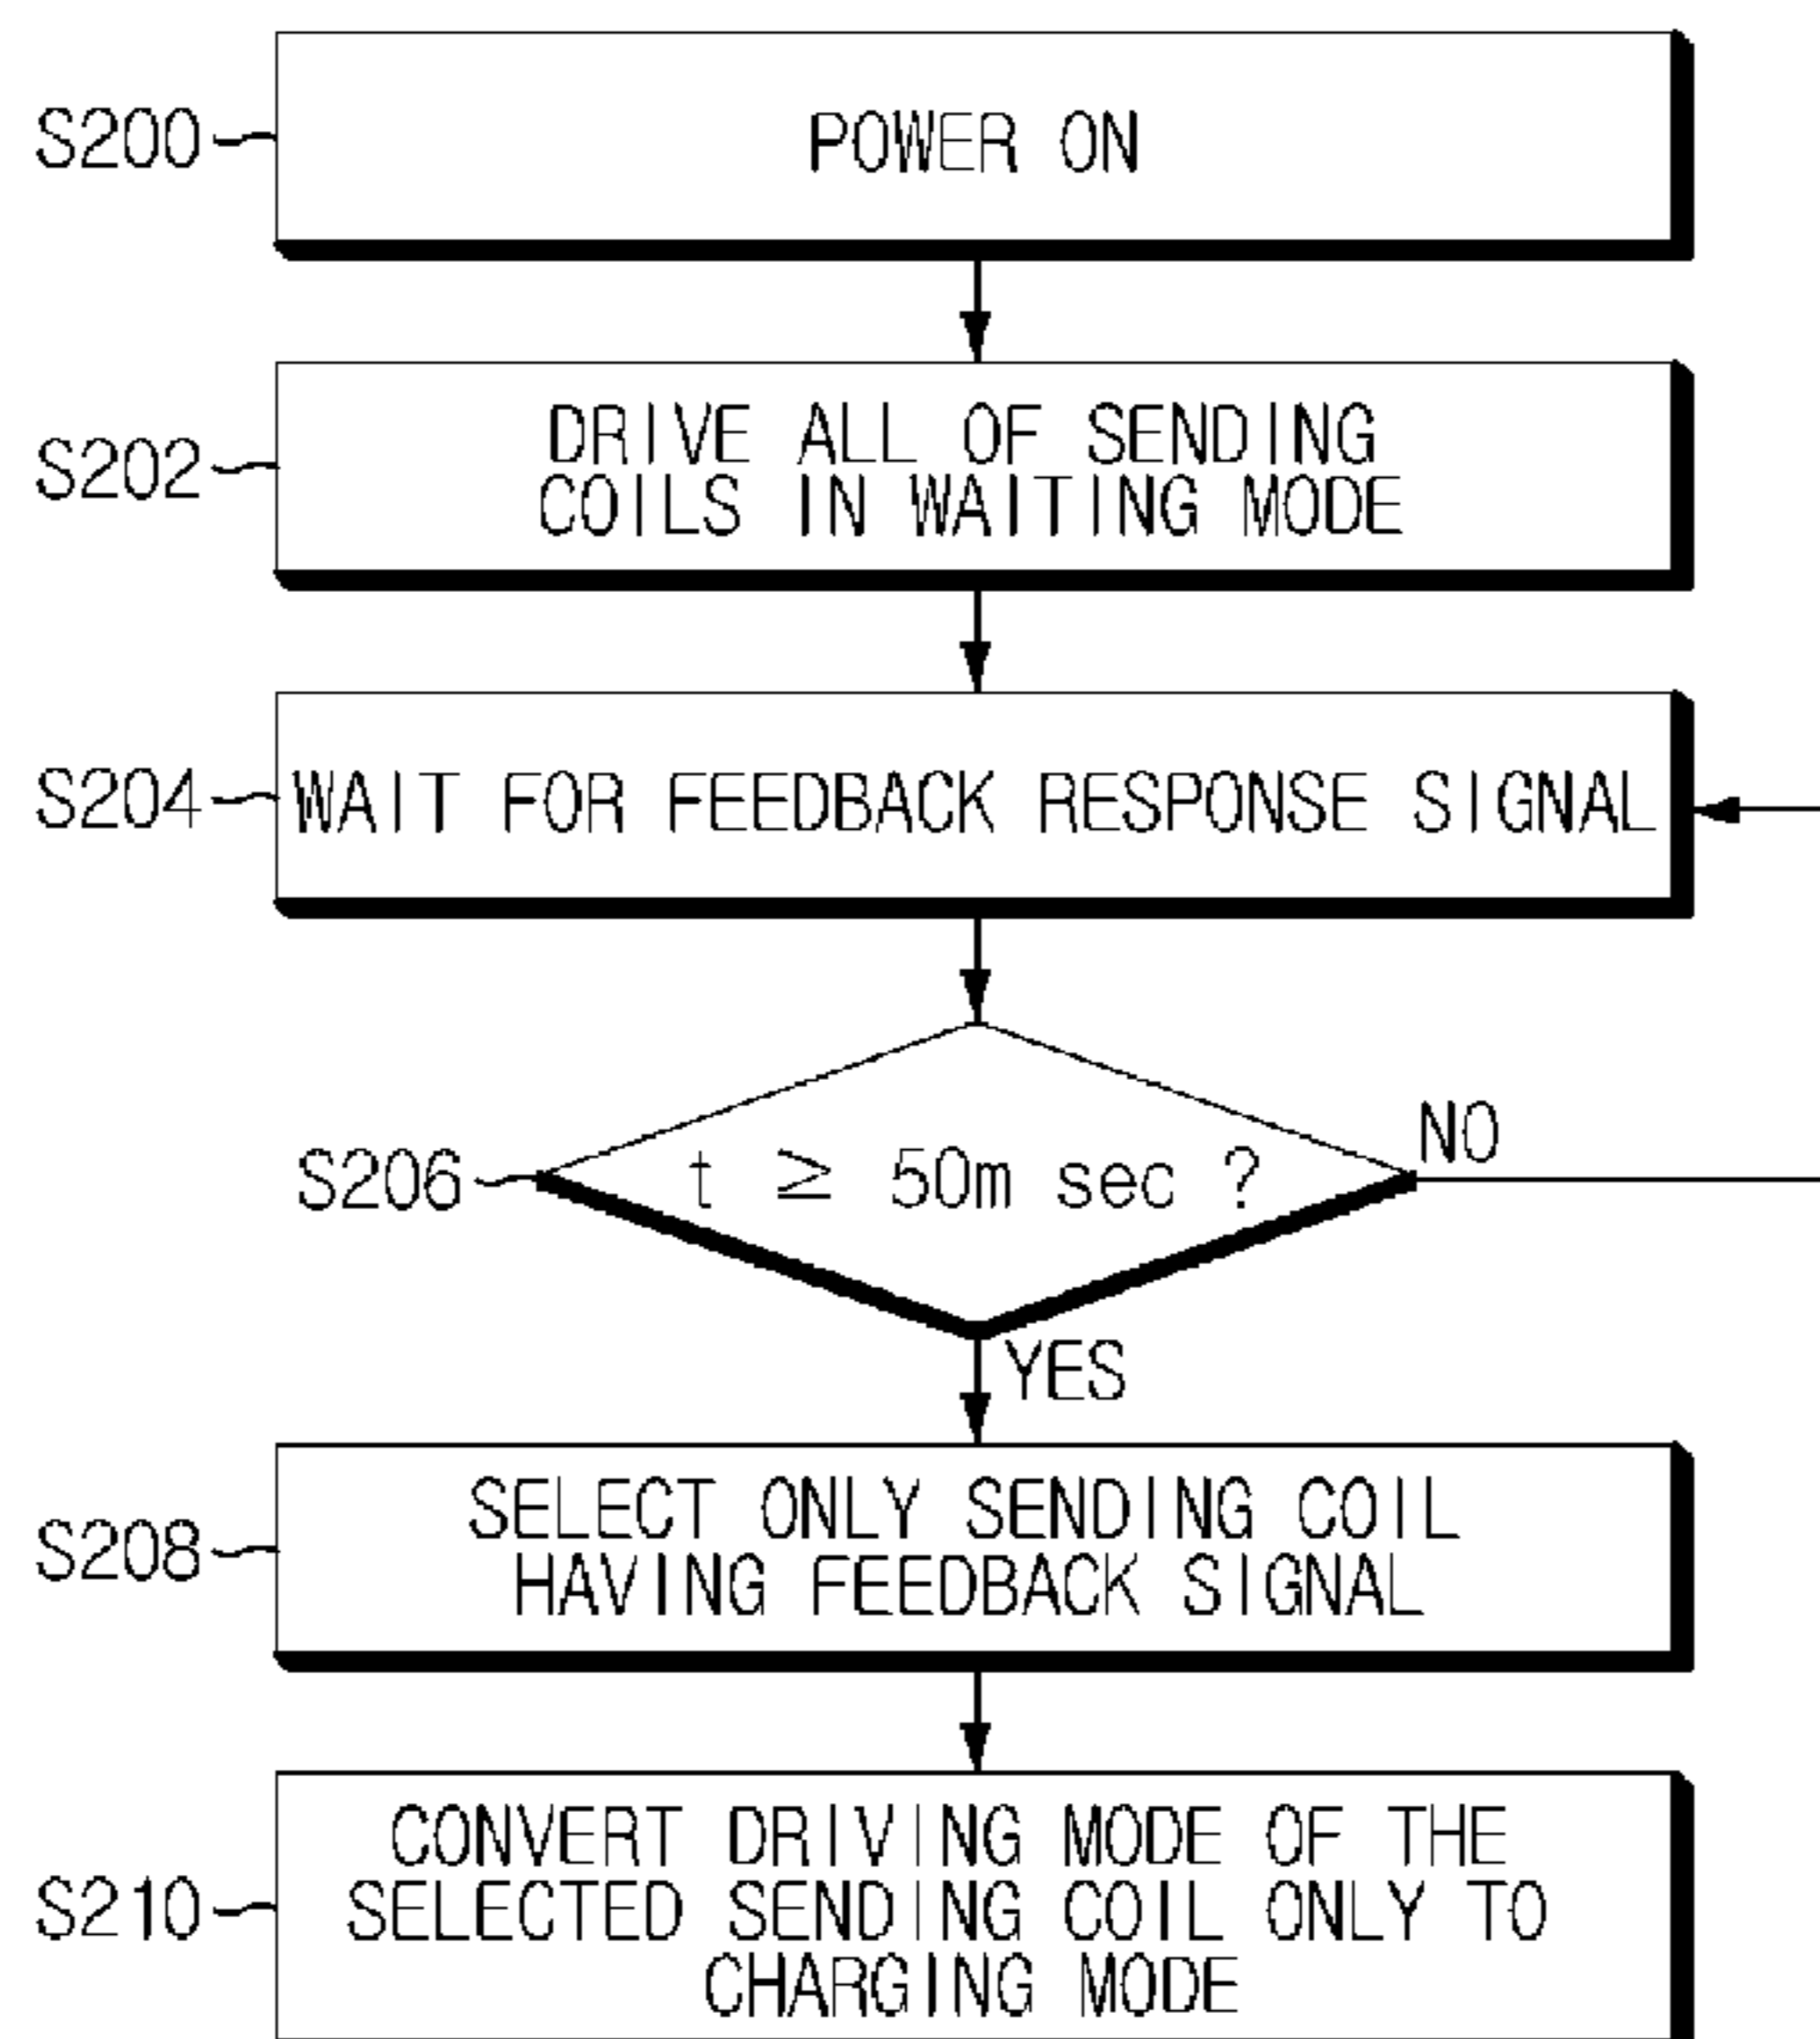 S200
POWER ON
S202
DRIVE ALL OF SENDING
COILS IN WAITING MODE
S204
WAIT FOR FEEDBACK RESPONSE SIGNAL
S206
t ≥ 50m sec ?
NO
YES
S208
SELECT ONLY SENDING COIL
HAVING FEEDBACK SIGNAL
S210
CONVERT DRIVING MODE OF THE
SELECTED SENDING COIL ONLY TO
CHARGING MODE